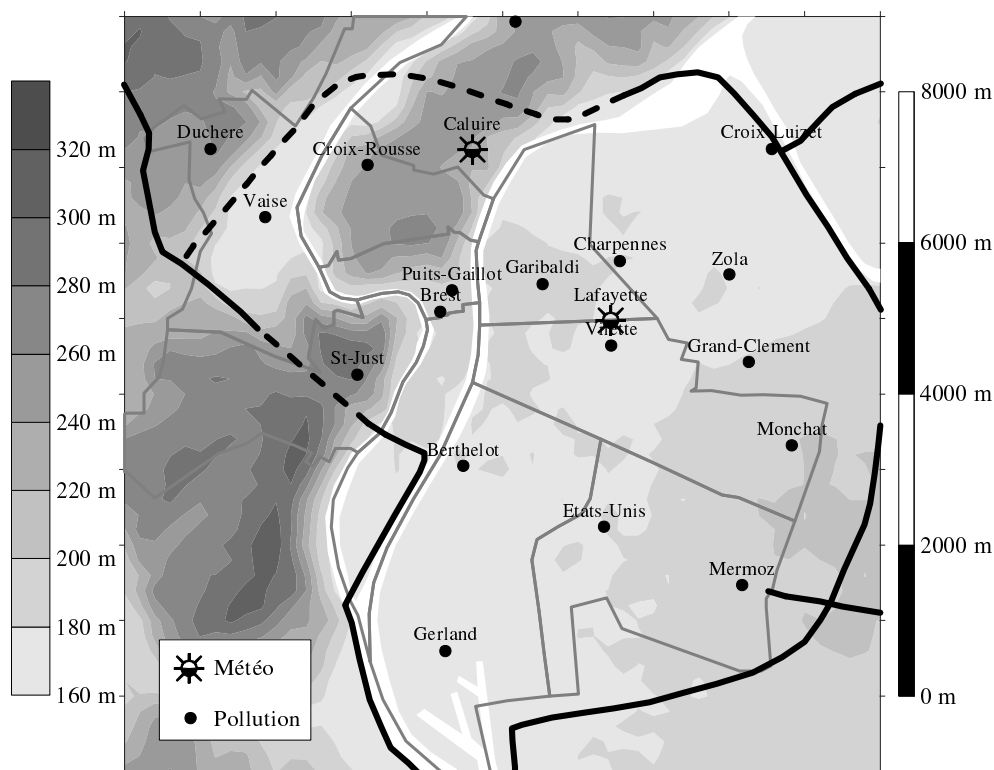 8000 m
Caluire
Duchere
Croix-Luizet
320 m
Croix-Rousse
Vaise
300 m
Charpennes
6000 m
Zola
Garibaldi
Puits-Gaillot
280 m
Brest
Lafayette
Vilette
Grand-Clement
260 m
St-Just
4000 m
240 m
Monchat
Berthelot
220 m
Etats-Unis
200 m
2000 m
Mermoz
180 m
Gerland
Météo
160 m
0 m
Pollution